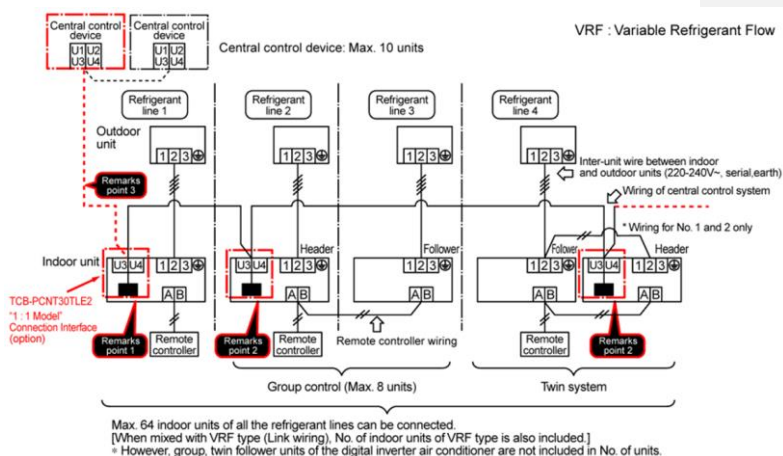 Central control
device
U1 U2
U3 U4
Central control
device
U1 U2
U3 U4
Central control device: Max. 10 units
VRF : Variable Refrigerant Flow
Refrigerant
line 1
Refrigerant
line 2
Refrigerant
line 3
Refrigerant
line 4
Outdoor
unit
1 2 3
1 2 3
1 2 3
1 2 3
Inter-unit wire between indoor
and outdoor units (220-240V~, serial,earth)
Remarks
point 3
Wiring of central control system
* Wiring for No. 1 and 2 only
Indoor unit
Header
Follower
Follower
Header
U3 U4
1 2 3
U3 U4
1 2 3
1 2 3
1 2 3
U3 U4
1 2 3
A B
A B
A B
A B
A B
TCB-PCNT30TLE2
"1 : 1 Model"
Connection Interface
(option)
Remarks
point 1
Remote
controller
Remarks
point 2
Remote
controller
Remote controller wiring
Remote
controller
Remarks
point 2
Group control (Max. 8 units)
Twin system
Max. 64 indoor units of all the refrigerant lines can be connected.
[When mixed with VRF type (Link wiring), No. of indoor units of VRF type is also included.]
* However, group, twin follower units of the digital inverter air conditioner are not included in No. of units.